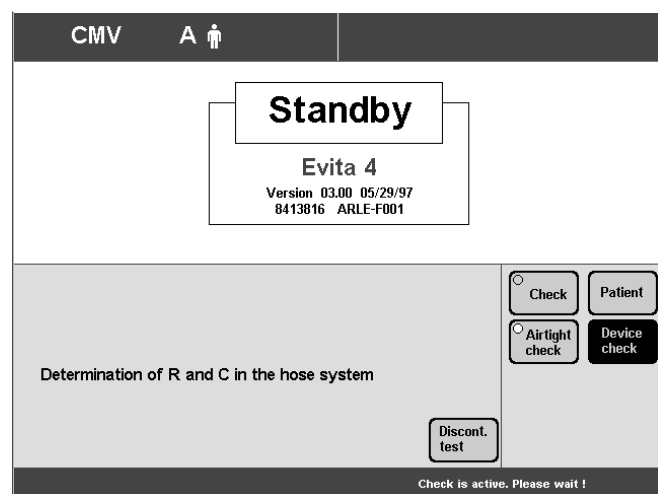 CMV A
Standby
Evita 4
Version 03.00 05/29/97
8413816 ARLE-F001
Check
Patient
Airtight
check
Device
check
Determination of R and C in the hose system
Discont.
test
Check is active. Please wait !